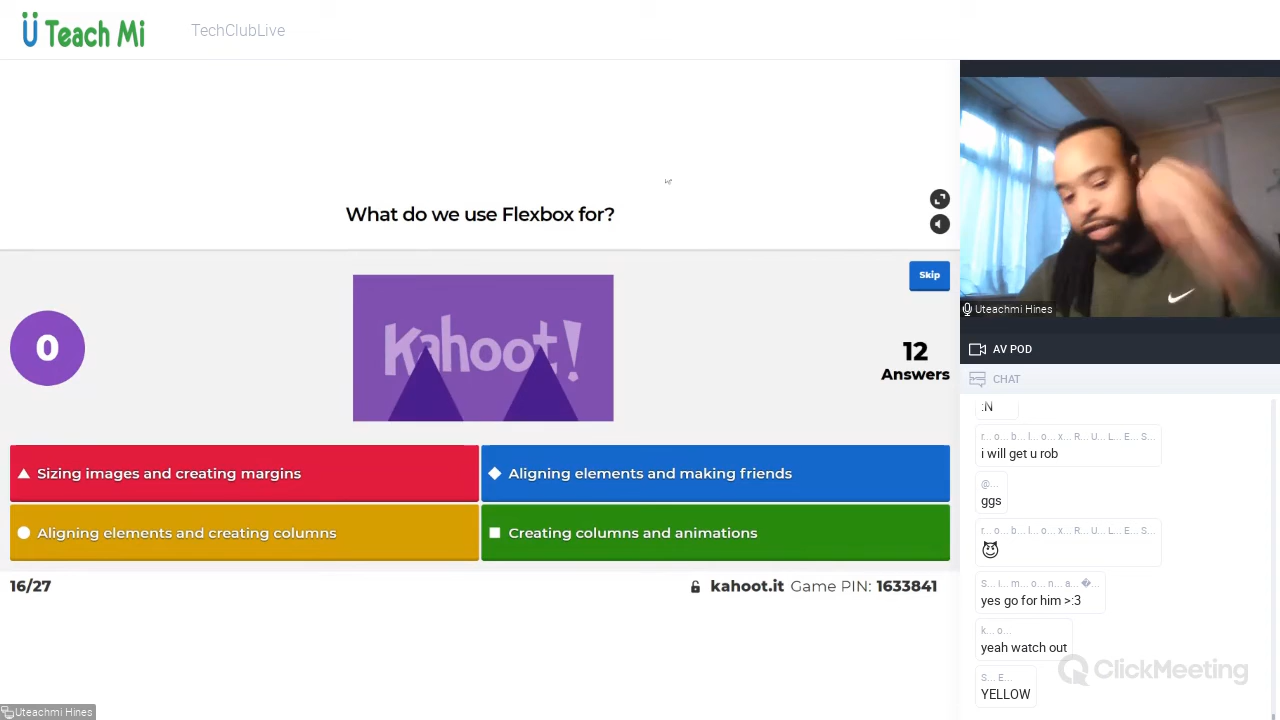 Ü Teach Mi
TechClubLive
What do we use Flexbox for?
Skip
0
Kahoot!
12
Answers
Sizing images and creating margins
Aligning elements and making friends
Aligning elements and creating columns
Creating columns and animations
16/27
kahoot.it Game PIN: 1633841
Uteachmi Hines
Uteachmi Hines
AV POD
CHAT
:N
r... o... b... l... o... x... R... U... L... E... S...
i will get u rob
@...
ggs
r... o... b... l... o... x... R... U... L... E... S...
S... i... m... o... n... a... �...
yes go for him >:3
k... o...
yeah watch out
S... E...
YELLOW
ClickMeeting